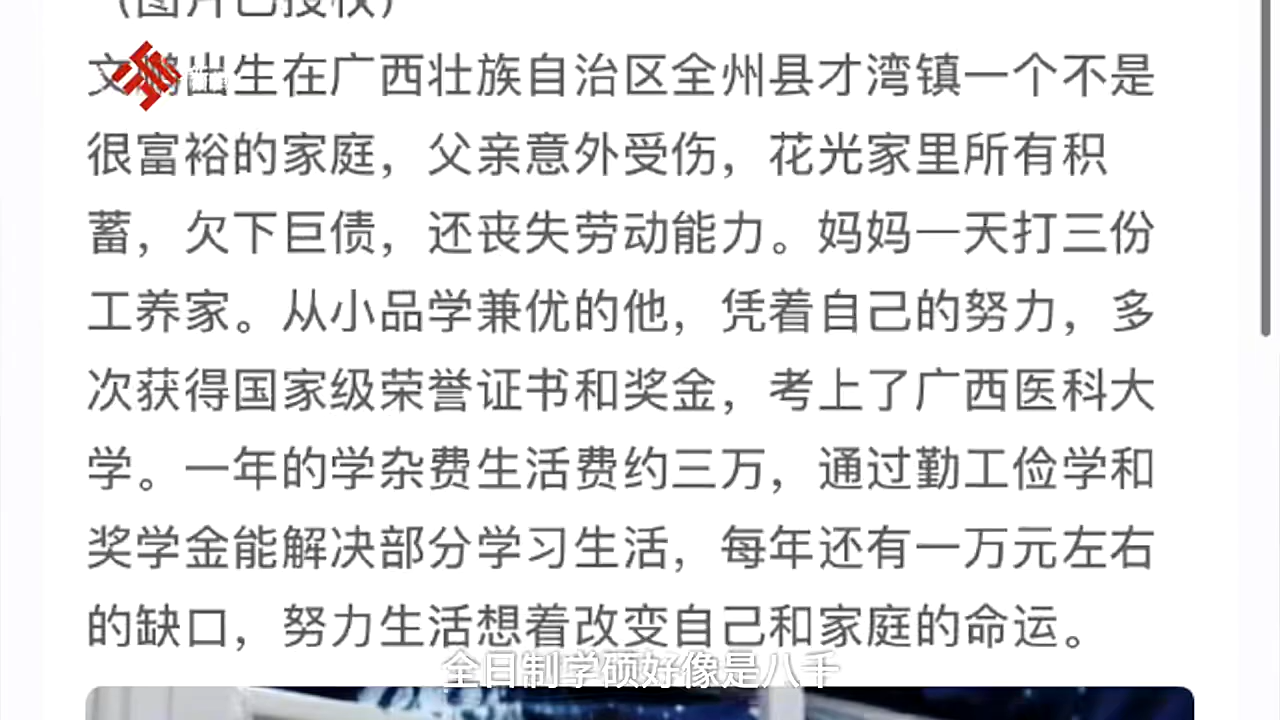 （图片已授权）
文鹏出生在广西壮族自治区全州县才湾镇一个不是
很富裕的家庭，父亲意外受伤，花光家里所有积
蓄，欠下巨债，还丧失劳动能力。妈妈一天打三份
工养家。从小品学兼优的他，凭着自己的努力，多
次获得国家级荣誉证书和奖金，考上了广西医科大
学。一年的学杂费生活费约三万，通过勤工俭学和
奖学金能解决部分学习生活，每年还有一万元左右
的缺口，努力生活想着改变自己和家庭的命运。
全日制学硕好像是八千